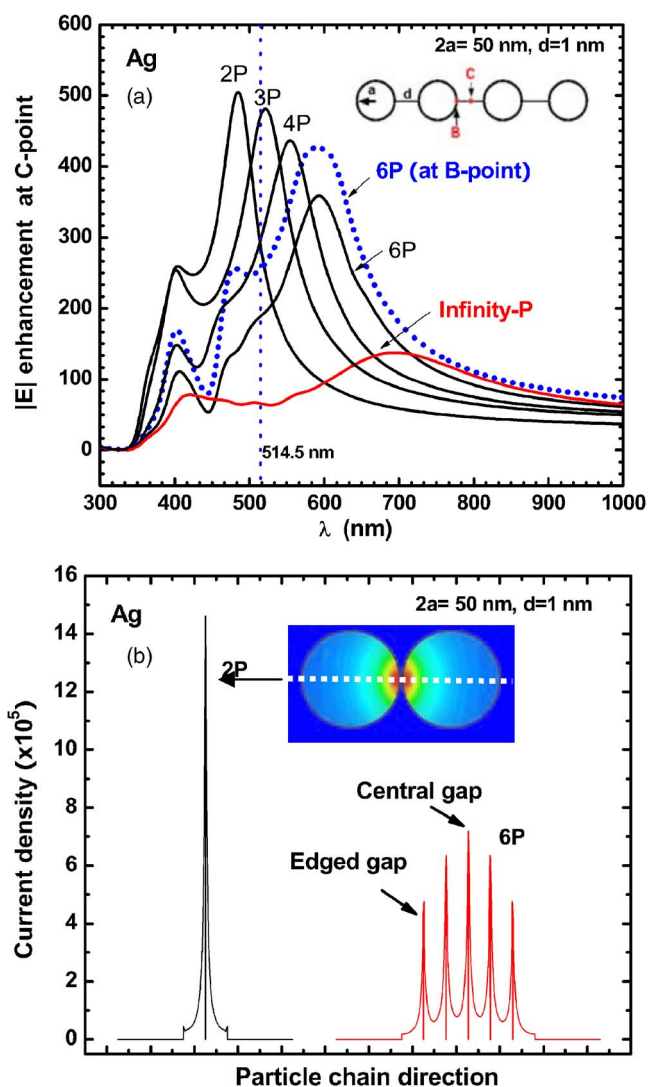 600
Ag
2a= 50 nm, d=1 nm
(a)
2P
3P
4P
C
a
d
B
6P (at B-point)
6P
Infinity-P
514.5 nm
500
400
300
200
100
0
|E| enhancement at C-point
300 400 500 600 700 800 900 1000
λ (nm)
16
Ag
2a= 50 nm, d=1 nm
(b)
2P
14
12
10
8
6
4
2
0
Central gap
6P
Edged gap
Current density (x10⁵)
Particle chain direction